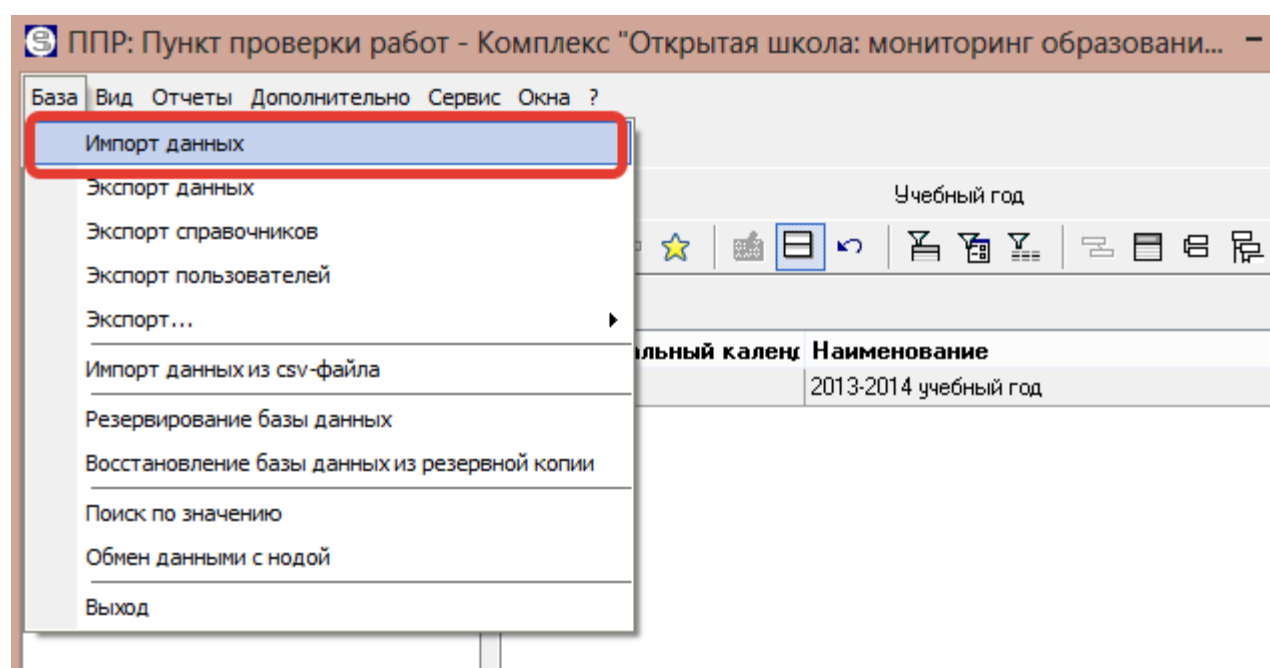 ППР: Пункт проверки работ - Комплекс "Открытая школа: мониторинг образовани...
База Вид Отчеты Дополнительно Сервис Окна ?
Импорт данных
Экспорт данных
Экспорт справочников
Экспорт пользователей
Экспорт...
Импорт данных из csv-файла
Резервирование базы данных
Восстановление базы данных из резервной копии
Поиск по значению
Обмен данными с нодой
Выход
Учебный год
Наименование
2013-2014 учебный год